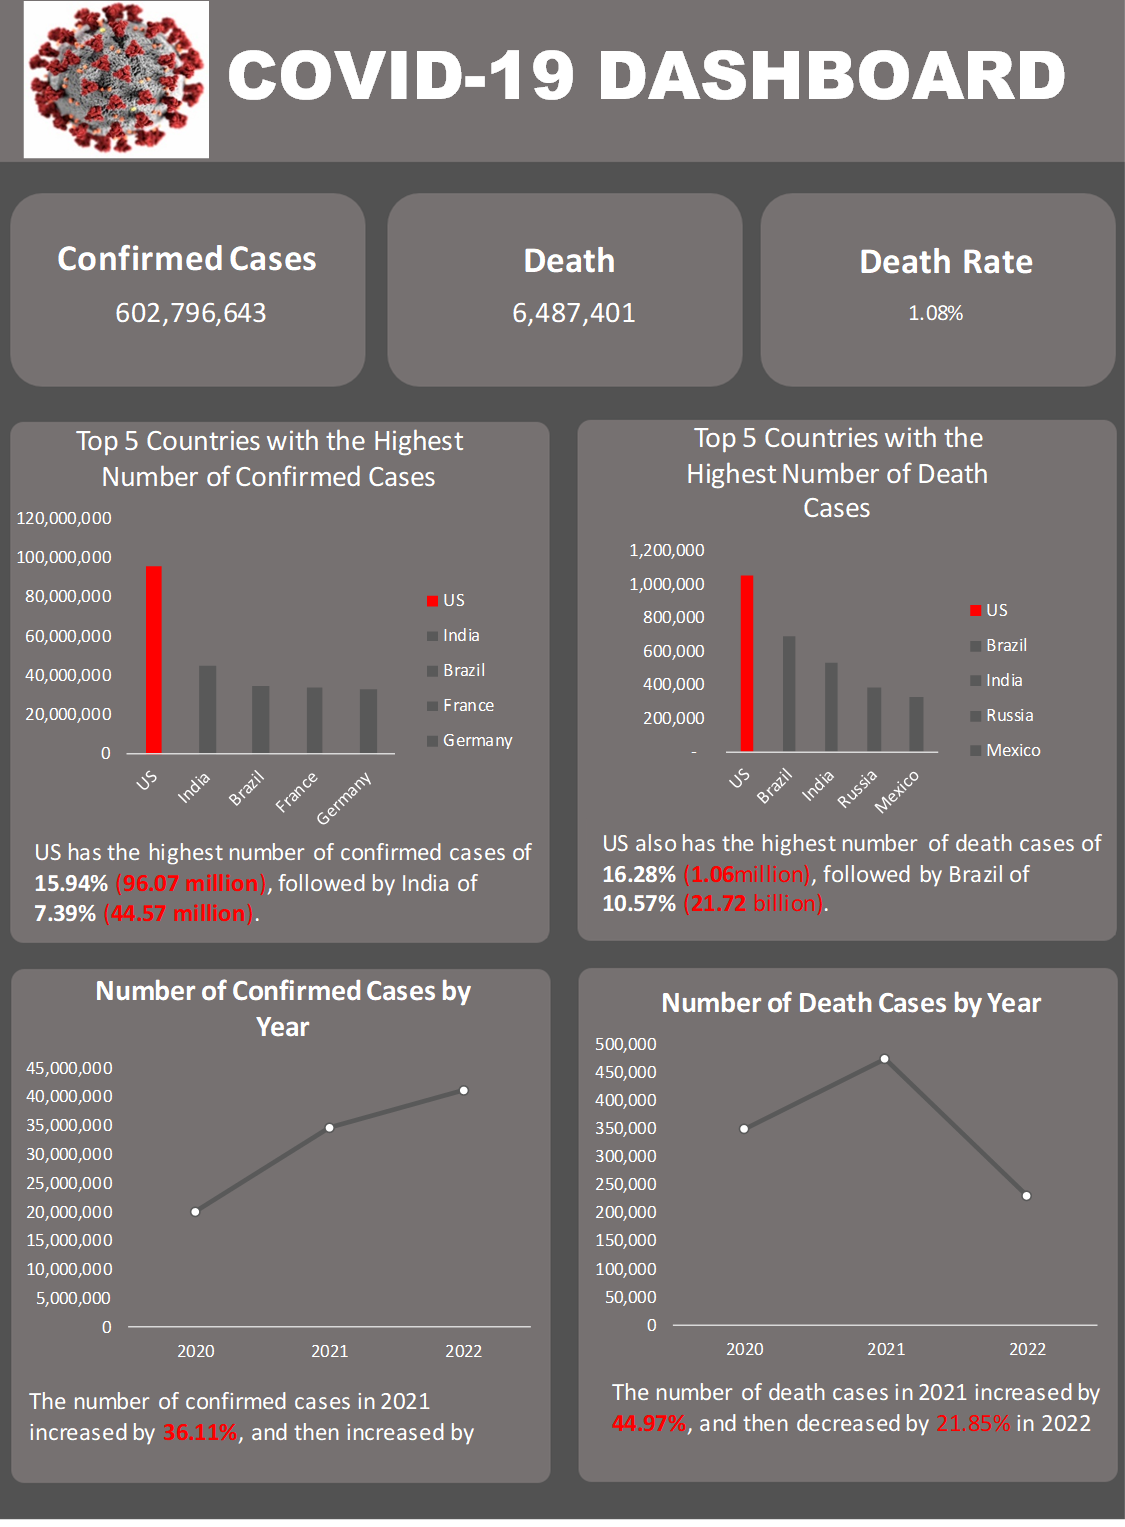 COVID-19 DASHBOARD
Confirmed Cases
602,796,643
Death
6,487,401
Death Rate
1.08%
Top 5 Countries with the Highest
Number of Confirmed Cases
120,000,000
100,000,000
80,000,000
60,000,000
40,000,000
20,000,000
0
US
India
Brazil
France
Germany
US
India
Brazil
France
Germany
US has the highest number of confirmed cases of
15.94% (96.07 million), followed by India of
7.39% (44.57 million).
Top 5 Countries with the
Highest Number of Death
Cases
1,200,000
1,000,000
800,000
600,000
400,000
200,000
-
US
Brazil
India
Russia
Mexico
US
Brazil
India
Russia
Mexico
US also has the highest number of death cases of
16.28% (1.06million), followed by Brazil of
10.57% (21.72 billion).
Number of Confirmed Cases by
Year
45,000,000
40,000,000
35,000,000
30,000,000
25,000,000
20,000,000
15,000,000
10,000,000
5,000,000
0
2020
2021
2022
The number of confirmed cases in 2021
increased by 36.11%, and then increased by
Number of Death Cases by Year
500,000
450,000
400,000
350,000
300,000
250,000
200,000
150,000
100,000
50,000
0
2020
2021
2022
The number of death cases in 2021 increased by
44.97%, and then decreased by 21.85% in 2022